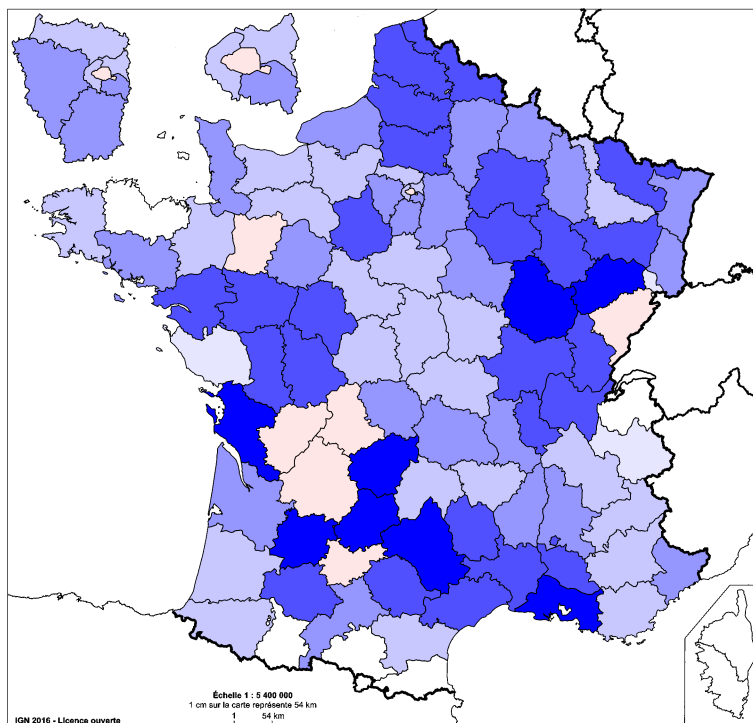 Échelle 1 : 5 400 000
1 cm sur la carte représente 54 km
1 54 km
IGN 2016 - Licence ouverte